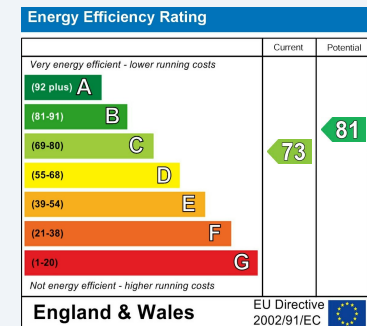 Energy Efficiency Rating
Current Potential
Very energy efficient - lower running costs
(92 plus) A
(81-91) B
(69-80) C
(55-68) D
(39-54) E
(21-38) F
(1-20) G
73
81
Not energy efficient - higher running costs
England & Wales
EU Directive
2002/91/EC